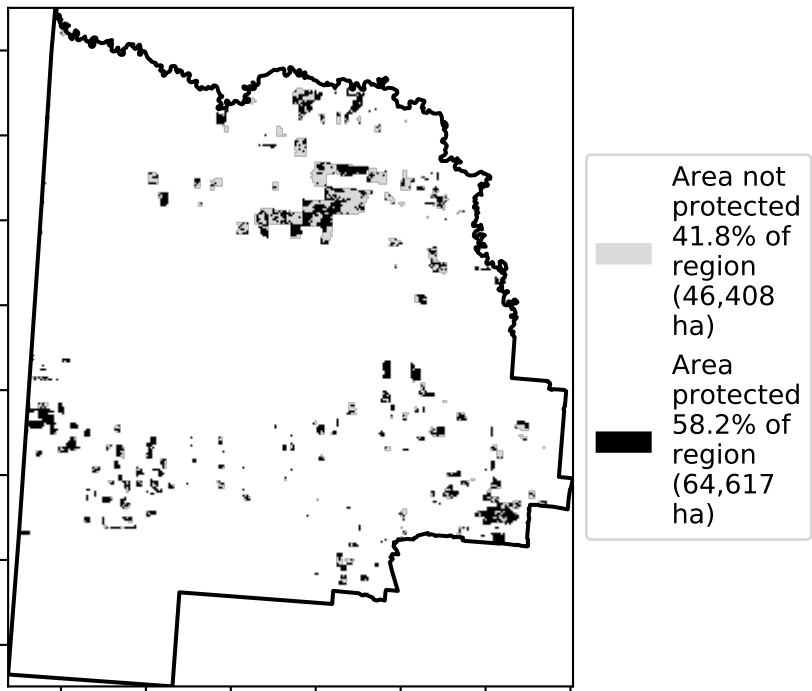 Area not
protected
41.8% of
region
(46,408
ha)
Area
protected
58.2% of
region
(64,617
ha)